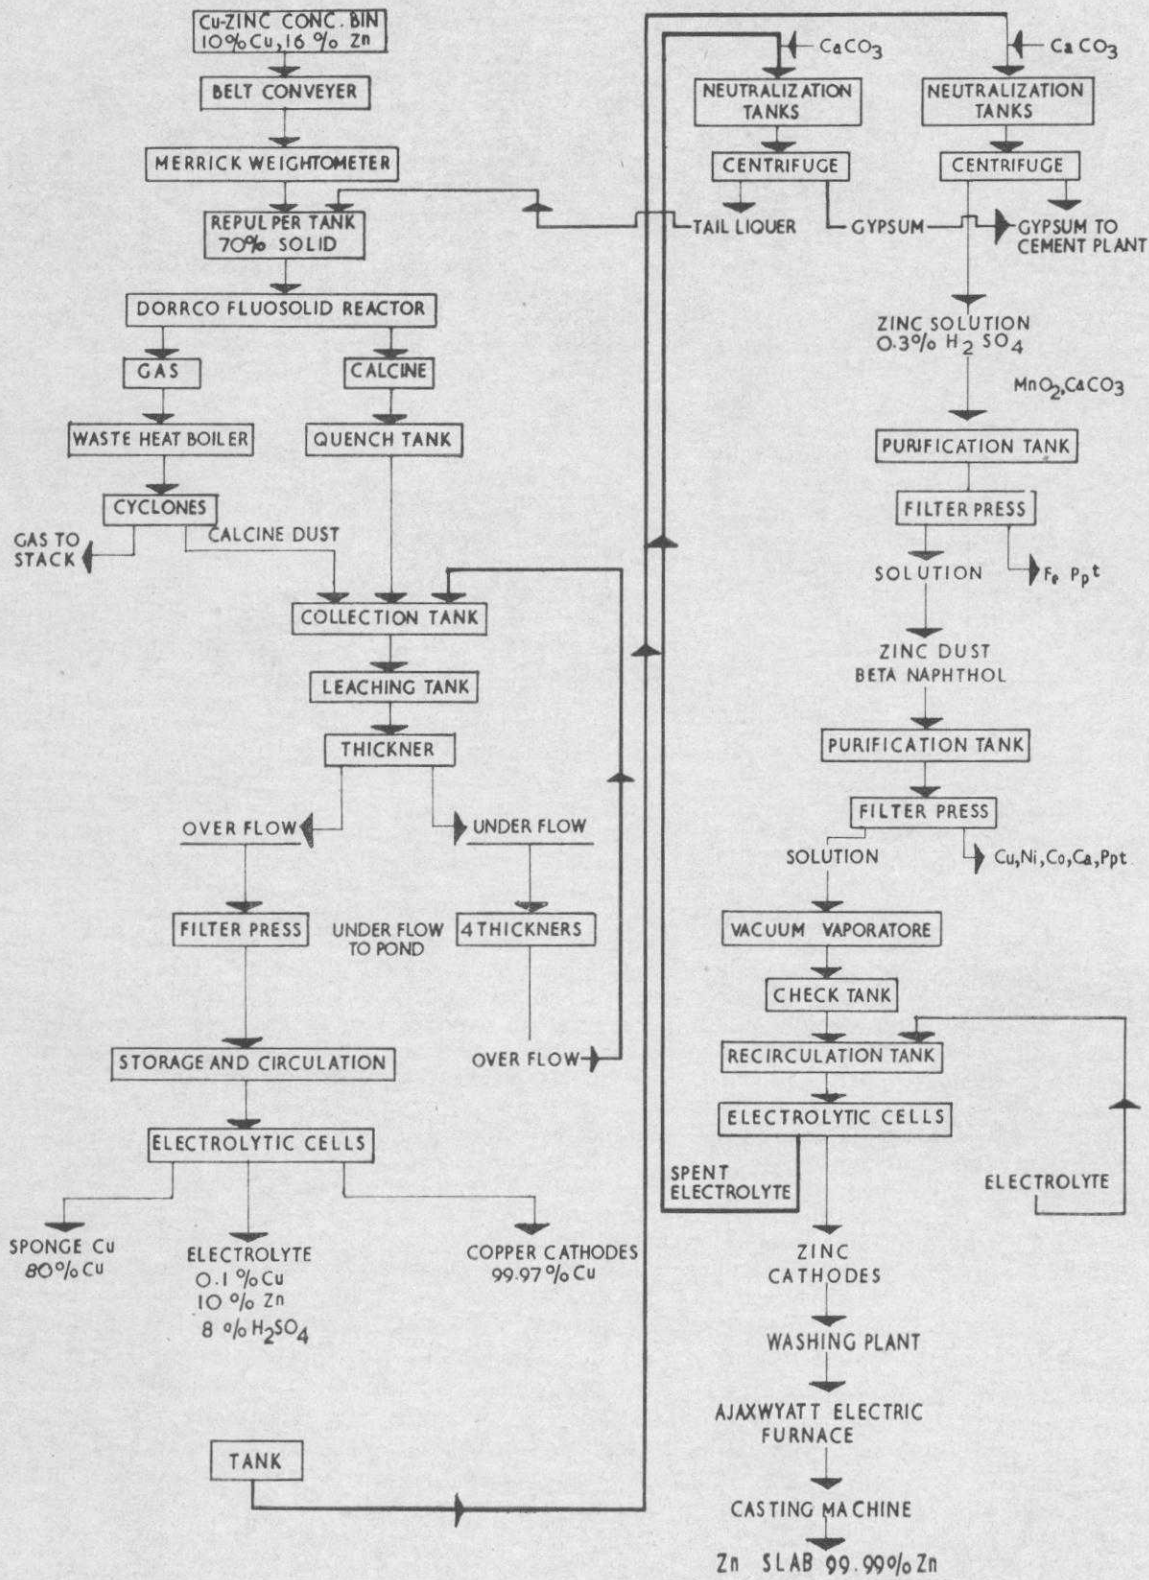 Cu-ZINC CONC. BIN
10% Cu, 16 % Zn
BELT CONVEYER
MERRICK WEIGHTOMETER
REPULPER TANK
70% SOLID
DORRCO FLUOSOLID REACTOR
GAS
CALCINE
WASTE HEAT BOILER
QUENCH TANK
CYCLONES
GAS TO
STACK
CALCINE DUST
COLLECTION TANK
LEACHING TANK
THICKNER
OVER FLOW
UNDER FLOW
FILTER PRESS
UNDER FLOW
TO POND
4 THICKNERS
STORAGE AND CIRCULATION
OVER FLOW
ELECTROLYTIC CELLS
SPONGE Cu
80% Cu
ELECTROLYTE
0.1 % Cu
10 % Zn
8 % H2SO4
COPPER CATHODES
99.97 % Cu
TANK
CaCO3
CaCO3
NEUTRALIZATION
TANKS
NEUTRALIZATION
TANKS
CENTRIFUGE
CENTRIFUGE
TAIL LIQUER
GYPSUM
GYPSUM TO
CEMENT PLANT
ZINC SOLUTION
0.3% H2 SO4
MnO2, CaCO3
PURIFICATION TANK
FILTER PRESS
SOLUTION
Fe Ppt
ZINC DUST
BETA NAPHTHOL
PURIFICATION TANK
FILTER PRESS
SOLUTION
Cu, Ni, Co, Ca, Ppt
VACUUM VAPORATORE
CHECK TANK
RECIRCULATION TANK
ELECTROLYTIC CELLS
SPENT
ELECTROLYTE
ELECTROLYTE
ZINC
CATHODES
WASHING PLANT
AJAXWYATT ELECTRIC
FURNACE
CASTING MACHINE
Zn SLAB 99.99% Zn